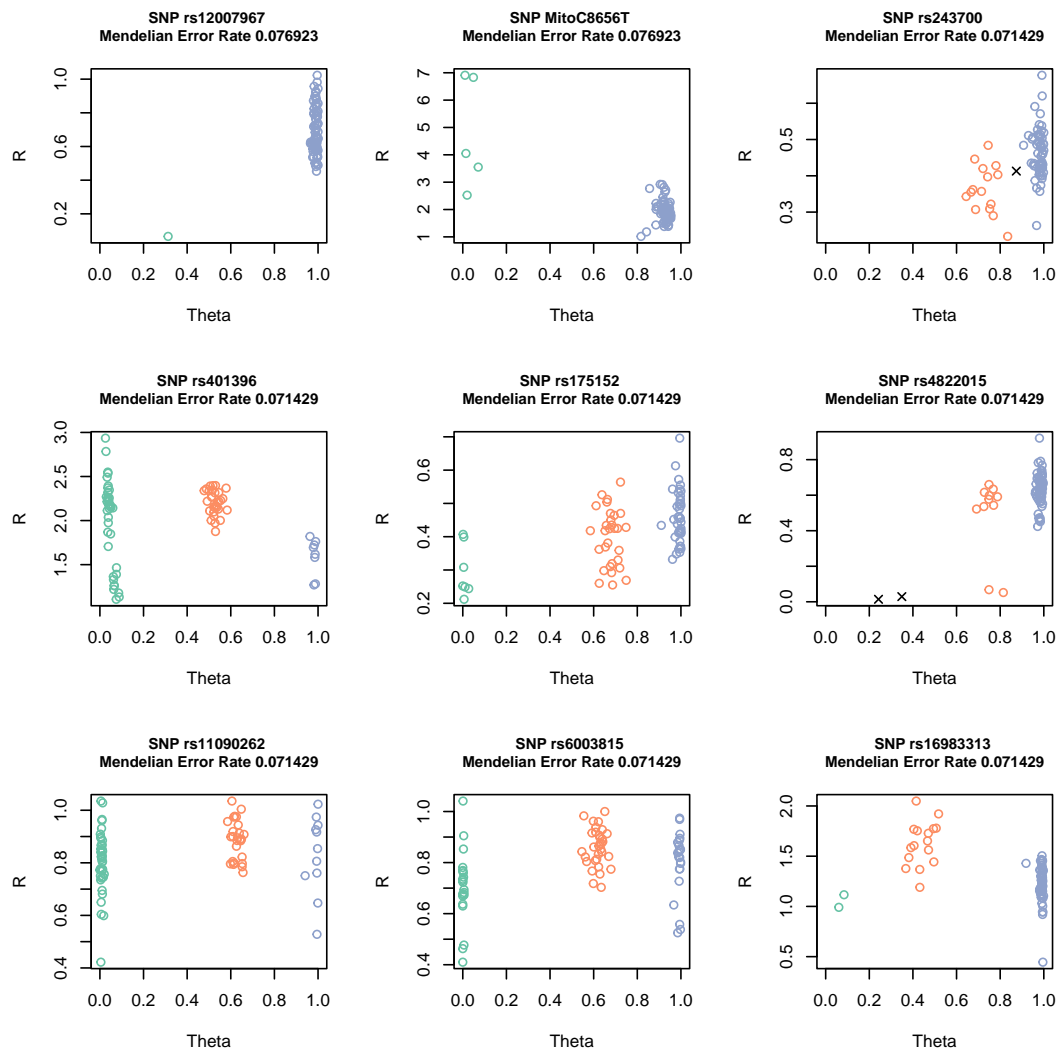 SNP rs12007967
Mendelian Error Rate 0.076923
R
1.0
0.6
0.2
0.0 0.2 0.4 0.6 0.8 1.0
Theta
SNP MitoC8656T
Mendelian Error Rate 0.076923
R
7
6
5
4
3
2
1
0.0 0.2 0.4 0.6 0.8 1.0
Theta
SNP rs243700
Mendelian Error Rate 0.071429
R
0.5
0.3
0.0 0.2 0.4 0.6 0.8 1.0
Theta
SNP rs401396
Mendelian Error Rate 0.071429
R
3.0
2.5
2.0
1.5
0.0 0.2 0.4 0.6 0.8 1.0
Theta
SNP rs175152
Mendelian Error Rate 0.071429
R
0.6
0.4
0.2
0.0 0.2 0.4 0.6 0.8 1.0
Theta
SNP rs4822015
Mendelian Error Rate 0.071429
R
0.8
0.4
0.0
0.0 0.2 0.4 0.6 0.8 1.0
Theta
SNP rs11090262
Mendelian Error Rate 0.071429
R
1.0
0.8
0.6
0.4
0.0 0.2 0.4 0.6 0.8 1.0
Theta
SNP rs6003815
Mendelian Error Rate 0.071429
R
1.0
0.8
0.6
0.4
0.0 0.2 0.4 0.6 0.8 1.0
Theta
SNP rs16983313
Mendelian Error Rate 0.071429
R
2.0
1.5
1.0
0.5
0.0 0.2 0.4 0.6 0.8 1.0
Theta